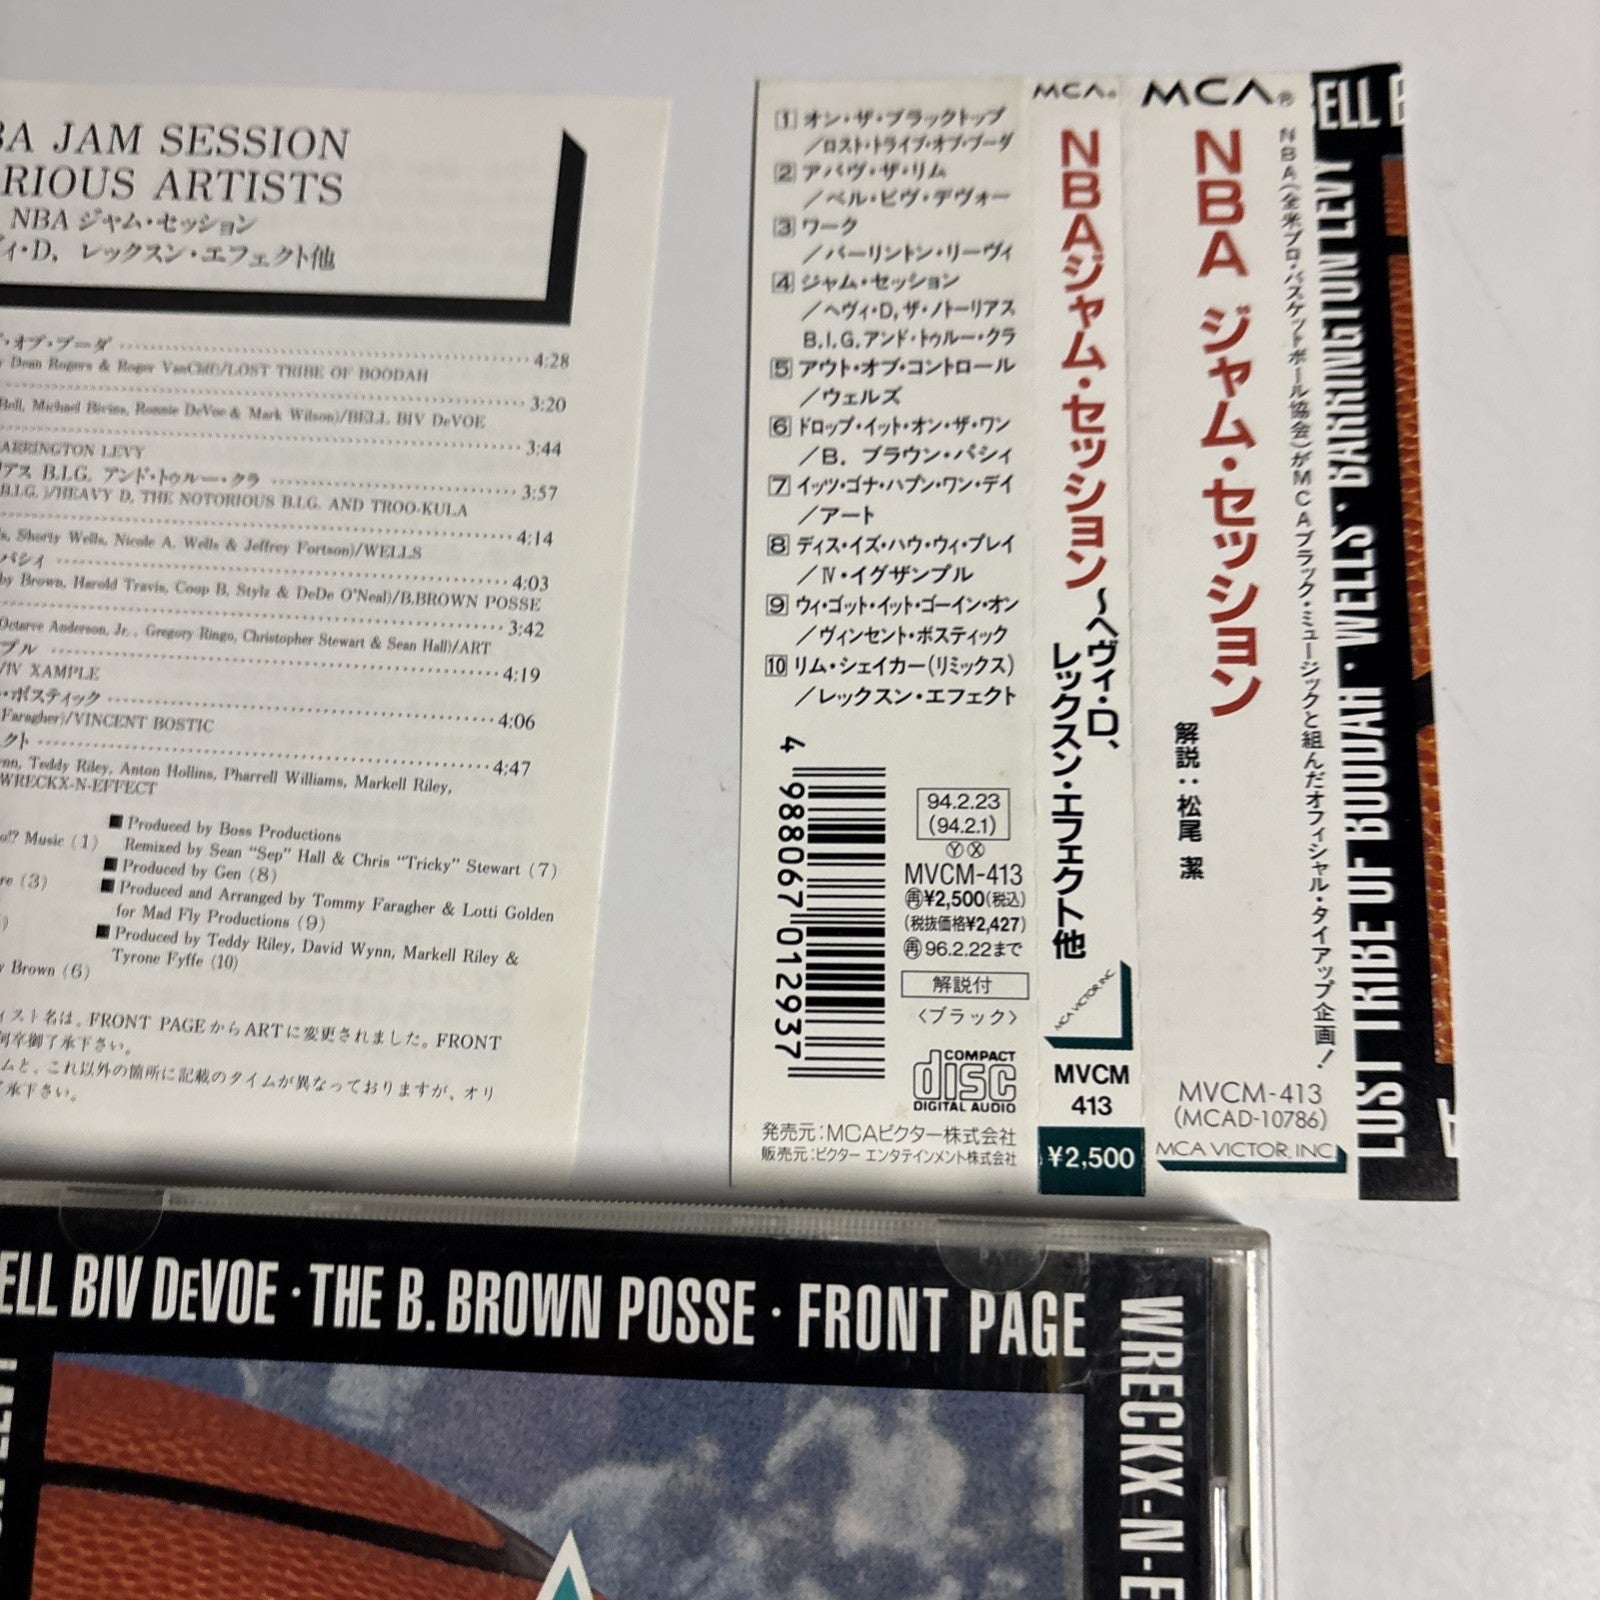 BA JAM SESSION
RIOUS ARTISTS
NBA ジャム・セッション
ィ・D, レックスン・エフェクト他
・オブ・ブーダ 4:28
y Dean Rogers & Roger VanCliff)/LOST TRIBE OF BOODAH
3:20
Bell, Michael Bivins, Ronnie DeVoe & Mark Wilson)/BELL BIV DeVOE
3:44
ARRINGTON LEVY
アス B.I.G. アンド・トゥルー・クラ 3:57
B.I.G. )/HEAVY D, THE NOTORIOUS B.I.G. AND TROO-KULA
4:14
s, Shorty Wells, Nicole A. Wells & Jeffrey Fortson)/WELLS
パシィ 4:03
by Brown, Harold Travis, Coup B, Stylz & DeDe O'Neal)/B.BROWN POSSE
3:42
Octarve Anderson, Jr. , Gregory Ringo, Christopher Stewart & Sean Hall)/ART
プル 4:19
/IV XAMPLE
・ボスティック 4:06
Faragher)/VINCENT BOSTIC
クト 4:47
nn, Teddy Riley, Anton Hollins, Pharrell Williams, Markell Riley,
WRECKX-N-EFFECT
■ Produced by Boss Productions
Remixed by Sean "Sep" Hall & Chris "Tricky" Stewart (7)
■ Produced by Gen (8)
■ Produced and Arranged by Tommy Faragher & Lotti Golden
for Mad Fly Productions (9)
■ Produced by Teddy Riley, David Wynn, Markell Riley &
Tyrone Fyffe (10)
o!? Music (1)
re (3)
)
y Brown (6)
ィスト名は、FRONT PAGEからARTに変更されました。FRONT
何卒御了承下さい。
ムと、これ以外の箇所に記載のタイムが異なっておりますが、オリ
了承下さい。
1 オン・ザ・ブラックトップ
/ロスト・トライブ・オブ・ブーダ
2 アバヴ・ザ・リム
/ベル・ビヴ・デヴォー
3 ワーク
/バーリントン・リーヴィ
4 ジャム・セッション
/ヘヴィ・D, ザ・ノトーリアス
B.I.G.アンド・トゥルー・クラ
5 アウト・オブ・コントロール
/ウェルズ
6 ドロップ・イット・オン・ザ・ワン
/B. ブラウン・パシィ
7 イッツ・ゴナ・ハプン・ワン・デイ
/アート
8 ディス・イズ・ハウ・ウィ・プレイ
/Ⅳ・イグザンプル
9 ウィ・ゴット・イット・ゴーイン・オン
/ヴィンセント・ボスティック
10 リム・シェイカー(リミックス)
/レックスン・エフェクト
4 988067 012937
94.2.23
(94.2.1)
Ⓨ Ⓧ
MVCM-413
㊢¥2,500(税込)
(税抜価格¥2,427)
㊢96.2.22まで
解説付
〈ブラック〉
COMPACT
disc
DIGITAL AUDIO
発売元:MCAビクター株式会社
販売元:ビクター エンタテインメント株式会社
MCA®
NBAジャム・セッション
~ヘヴィ・D、
レックスン・エフェクト他
MCA VICTOR, INC.
MVCM
413
¥2,500
MCA®
NBA ジャム・セッション
解説:松尾 潔
NBA(全米プロ・バスケットボール協会)がMCAブラック・ミュージックと組んだオフィシャル・タイアップ企画!
MVCM-413
(MCAD-10786)
MCA VICTOR, INC.
ELL B
LOST TRIBE OF BOODAH · WELLS · BARRINGTON LEVY
ELL BIV DeVOE · THE B. BROWN POSSE · FRONT PAGE
WRECKX-N-E